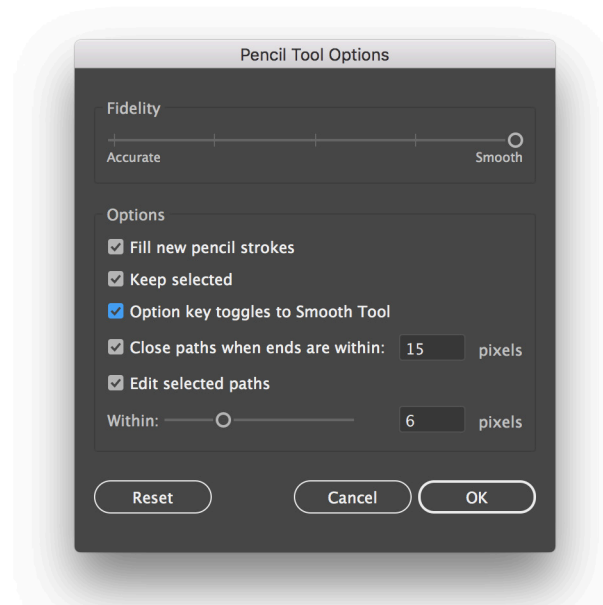 Pencil Tool Options
Fidelity
Accurate Smooth
Options
Fill new pencil strokes
Keep selected
Option key toggles to Smooth Tool
Close paths when ends are within: 15 pixels
Edit selected paths
Within: 6 pixels
Reset Cancel OK